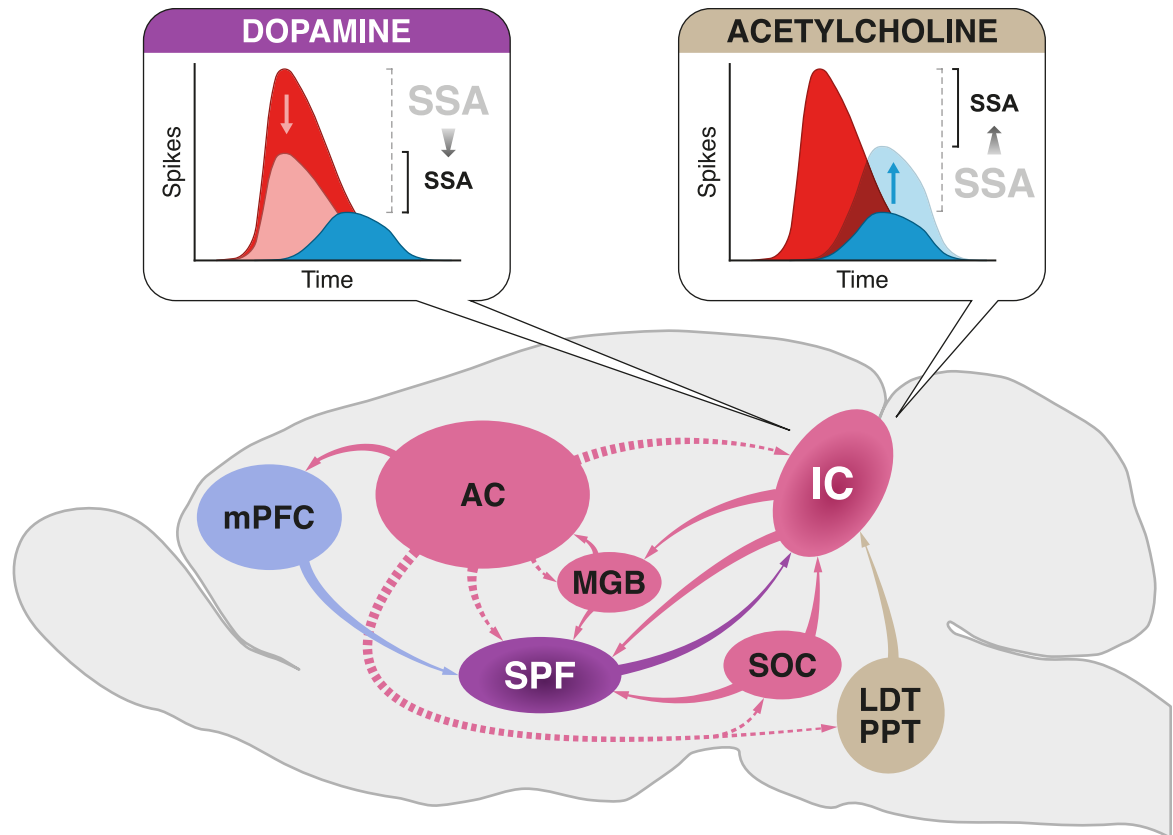 DOPAMINE
Spikes
SSA
SSA
Time
ACETYLCHOLINE
Spikes
SSA
SSA
Time
mPFC
AC
IC
MGB
SPF
SOC
LDT
PPT